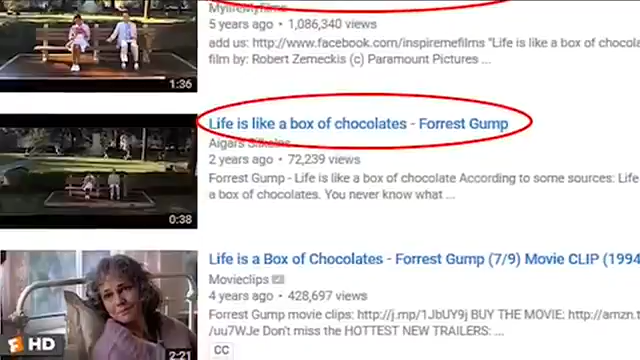 MylifeMyfilms
5 years ago • 1,086,340 views
add us: http://www.facebook.com/inspiremefilms "Life is like a box of chocola
film by: Robert Zemeckis (c) Paramount Pictures ...
1:36
Life is like a box of chocolates - Forrest Gump
Aigars Silkalns
2 years ago • 72,239 views
Forrest Gump - Life is like a box of chocolate According to some sources: Life
a box of chocolates. You never know what ...
0:38
Life is a Box of Chocolates - Forrest Gump (7/9) Movie CLIP (1994
Movieclips
4 years ago • 428,697 views
Forrest Gump movie clips: http://j.mp/1JbUY9j BUY THE MOVIE: http://amzn.t
/uu7WJe Don't miss the HOTTEST NEW TRAILERS: ...
CC
HD
2:21